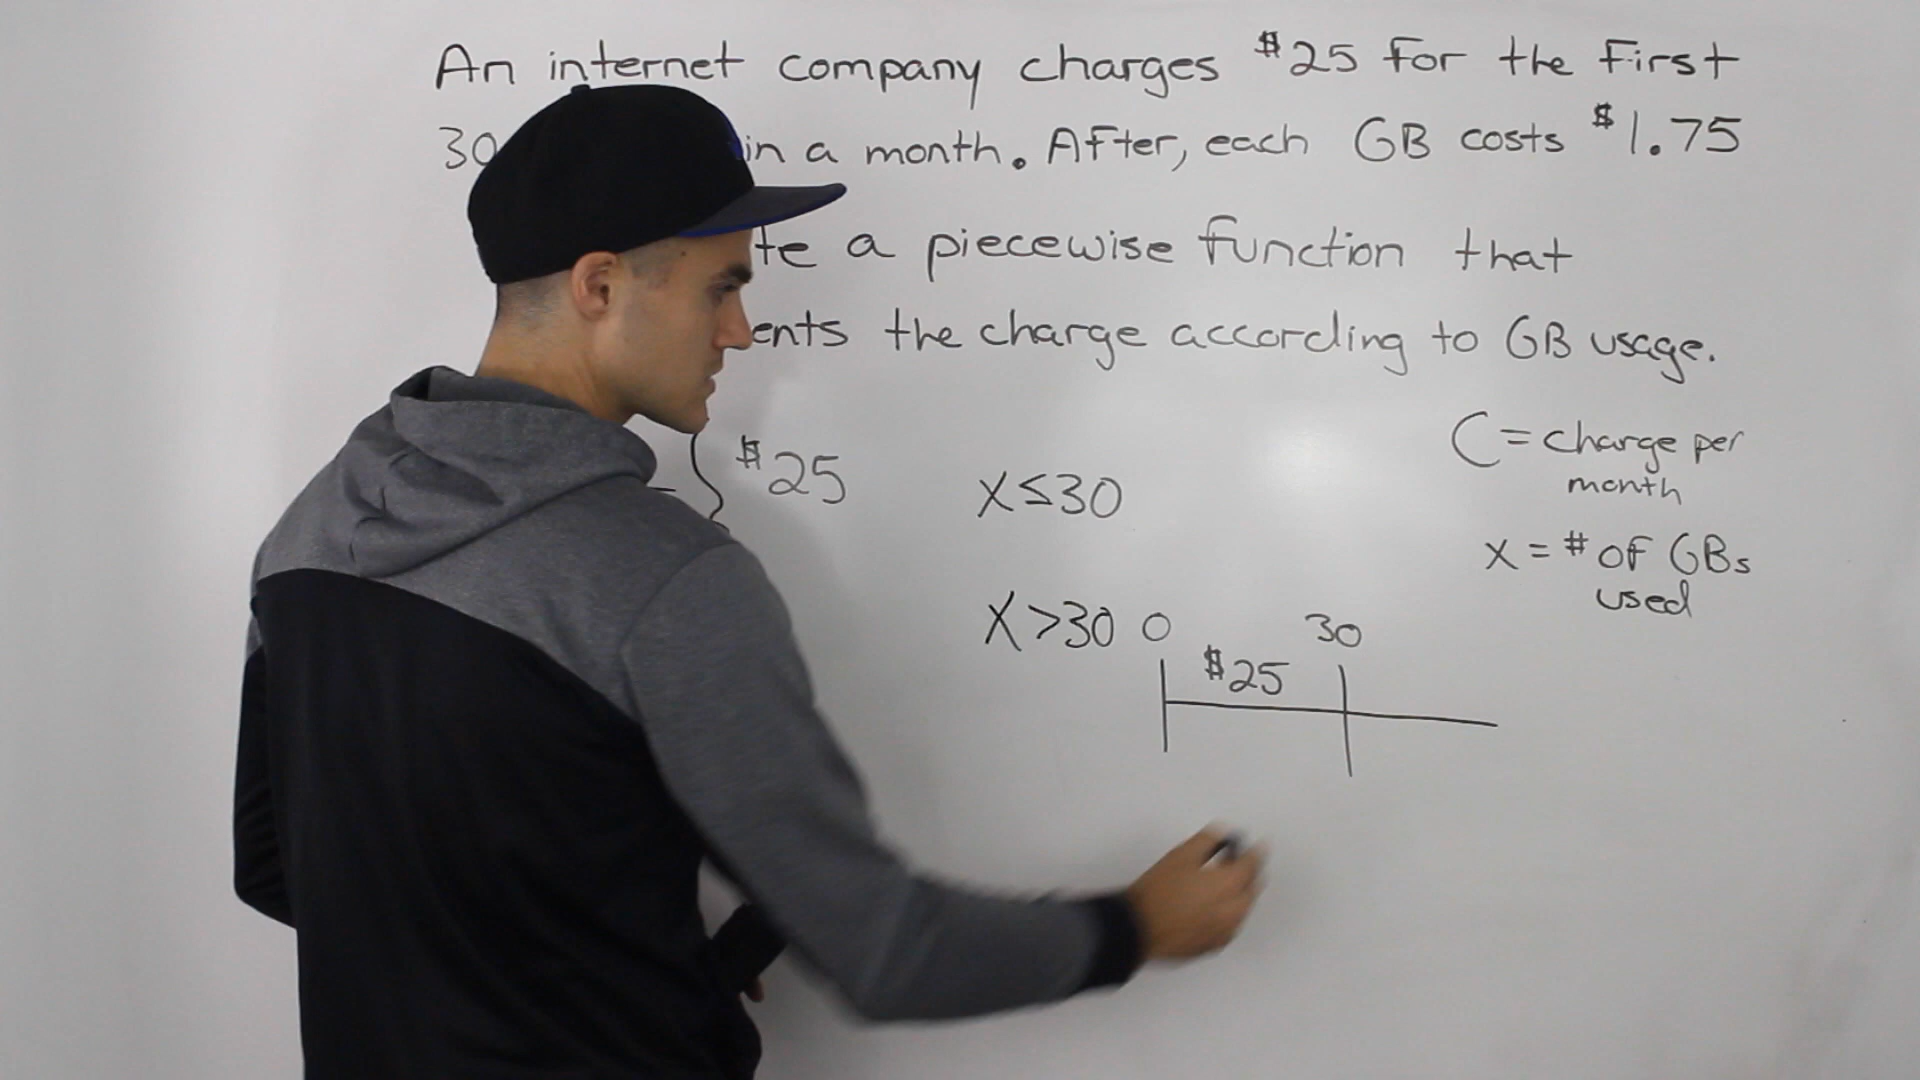 An internet company charges $25 for the first
30 in a month. After, each GB costs $1.75
a piecewise function that
the charge according to GB usage.
$25 x≤30
C = charge per
month
x = # of GBs
used
x>30
0 30
$25